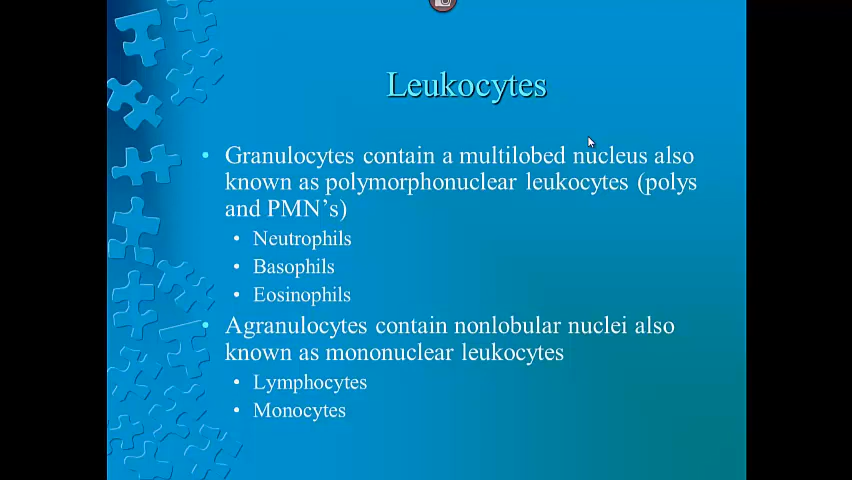 Leukocytes
• Granulocytes contain a multilobed nucleus also
known as polymorphonuclear leukocytes (polys
and PMN's)
• Neutrophils
• Basophils
• Eosinophils
• Agranulocytes contain nonlobular nuclei also
known as mononuclear leukocytes
• Lymphocytes
• Monocytes